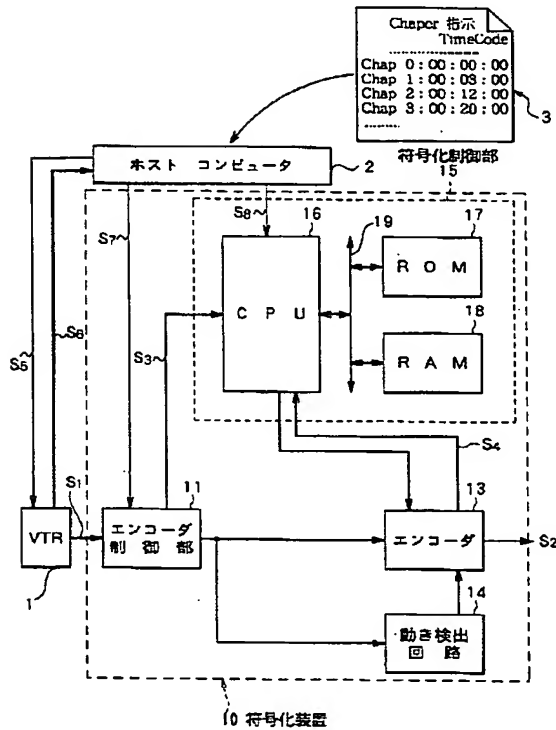 Chapcr 指示
TimeCode
Chap 0:00:00:00
Chap 1:00:03:00
Chap 2:00:12:00
Chap 3:00:20:00
3
符号化制御部
15
ホスト コンピュータ
2
S8
16
19
17
S7
CPU
ROM
18
RAM
S6
S5
S3
S4
S1
11
13
VTR
エンコーダ
制御部
エンコーダ
S2
1
14
動き検出
回路
10 符号化装置